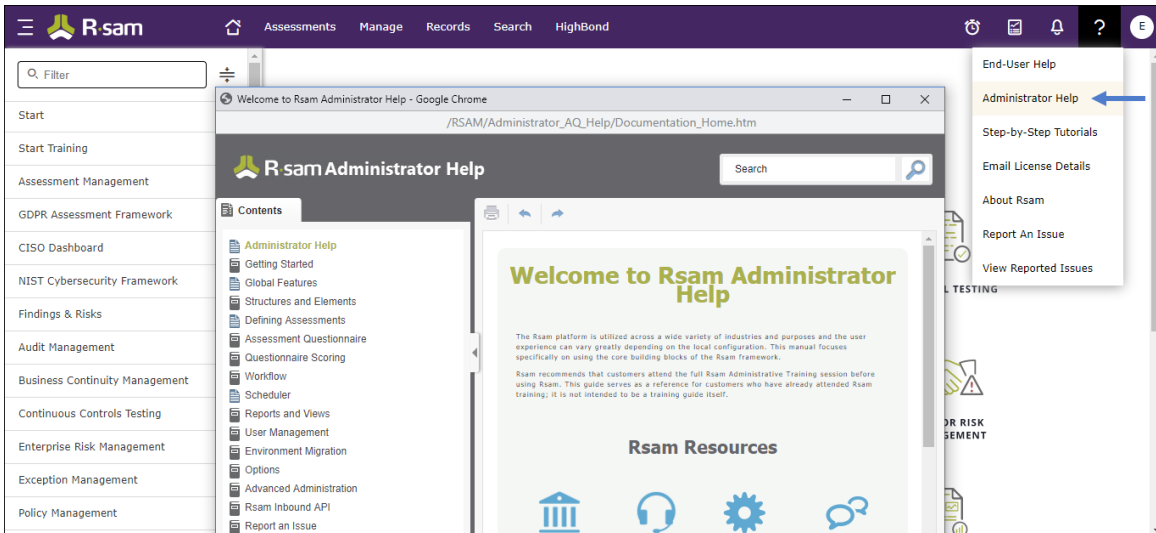 R·sam
Assessments
Manage
Records
Search
HighBond
?
E
Filter
Start
Start Training
Assessment Management
GDPR Assessment Framework
CISO Dashboard
NIST Cybersecurity Framework
Findings & Risks
Audit Management
Business Continuity Management
Continuous Controls Testing
Enterprise Risk Management
Exception Management
Policy Management
Welcome to Rsam Administrator Help - Google Chrome
/RSAM/Administrator_AQ_Help/Documentation_Home.htm
R·sam Administrator Help
Search
Contents
Administrator Help
Getting Started
Global Features
Structures and Elements
Defining Assessments
Assessment Questionnaire
Questionnaire Scoring
Workflow
Scheduler
Reports and Views
User Management
Environment Migration
Options
Advanced Administration
Rsam Inbound API
Report an Issue
Welcome to Rsam Administrator
Help
The Rsam platform is utilized across a wide variety of industries and purposes and the user
experience can vary greatly depending on the local configuration. This manual focuses
specifically on using the core building blocks of the Rsam framework.
Rsam recommends that customers attend the full Rsam Administrative Training session before
using Rsam. This guide serves as a reference for customers who have already attended Rsam
training; it is not intended to be a training guide itself.
Rsam Resources
End-User Help
Administrator Help
Step-by-Step Tutorials
Email License Details
About Rsam
Report An Issue
View Reported Issues
L TESTING
OR RISK
GEMENT